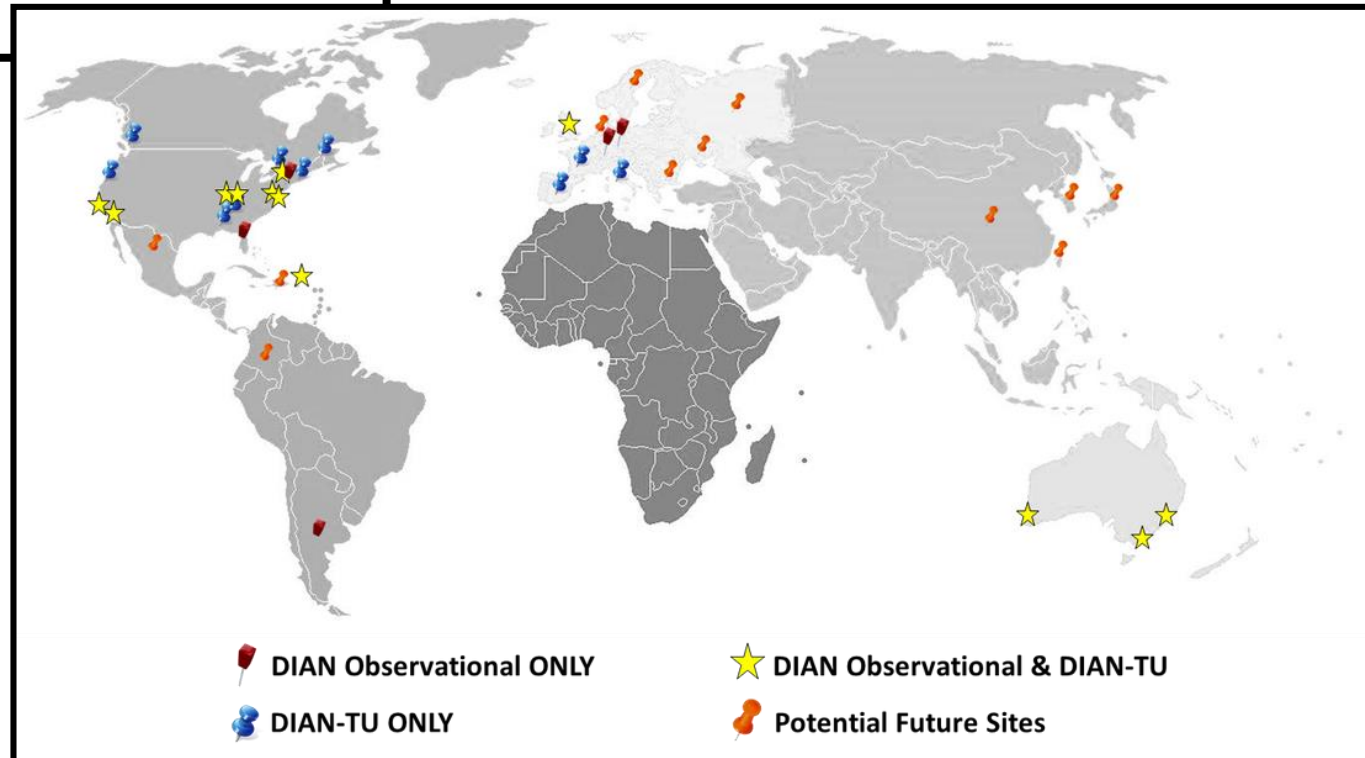 DIAN Observational ONLY
DIAN Observational & DIAN-TU
DIAN-TU ONLY
Potential Future Sites